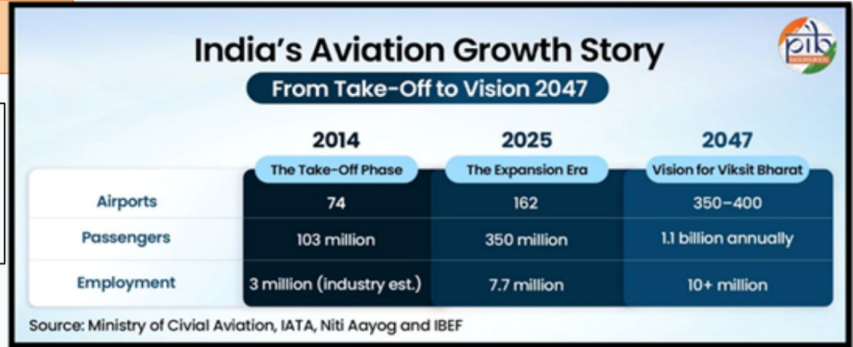 India's Aviation Growth Story
pib
From Take-Off to Vision 2047
2014 2025 2047
The Take-Off Phase The Expansion Era Vision for Viksit Bharat
Airports 74 162 350–400
Passengers 103 million 350 million 1.1 billion annually
Employment 3 million (industry est.) 7.7 million 10+ million
Source: Ministry of Civial Aviation, IATA, Niti Aayog and IBEF